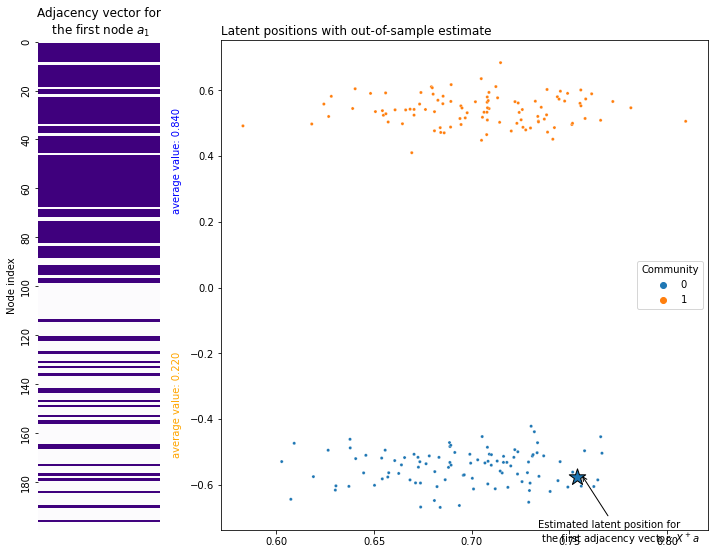 Adjacency vector for
the first node a₁
Latent positions with out-of-sample estimate
Node index
0
20
40
60
80
100
120
140
160
180
average value: 0.840
average value: 0.220
0.6
0.4
0.2
0.0
−0.2
−0.4
−0.6
Community
0
1
0.60
0.65
0.70
0.75
0.80
Estimated latent position for
the first adjacency vector X⁺a